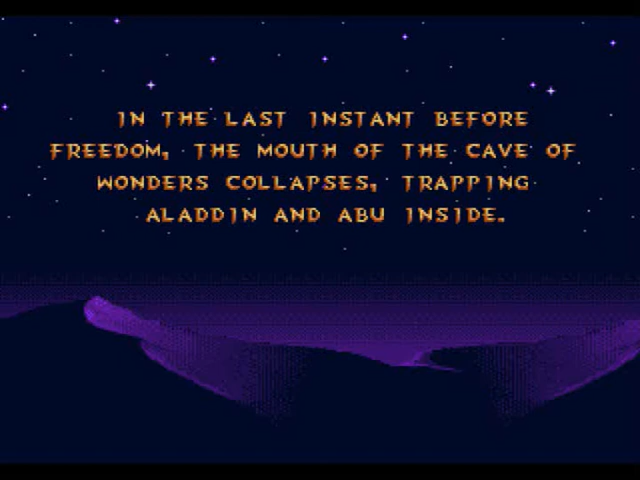 IN THE LAST INSTANT BEFORE
FREEDOM, THE MOUTH OF THE CAVE OF
WONDERS COLLAPSES, TRAPPING
ALADDIN AND ABU INSIDE.